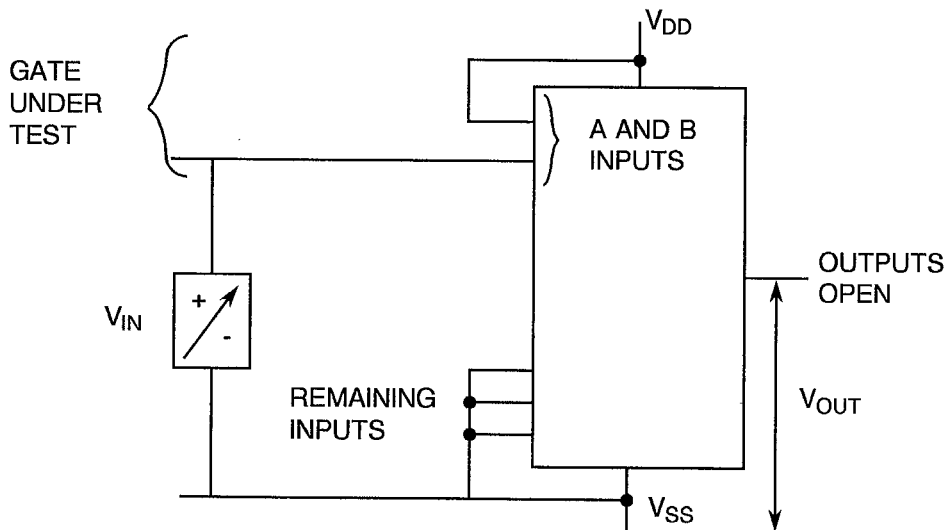 V_DD
GATE
UNDER
TEST
A AND B
INPUTS
OUTPUTS
OPEN
+
-
V_IN
REMAINING
INPUTS
V_OUT
V_SS